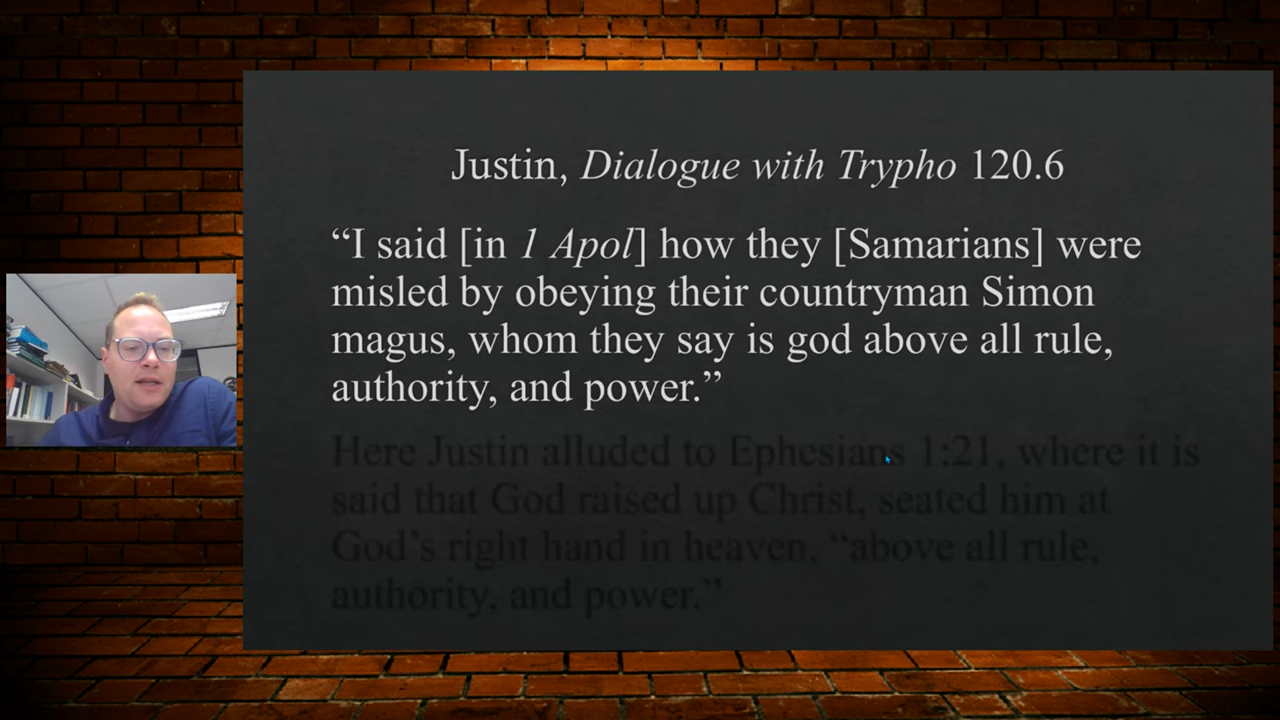 Justin, Dialogue with Trypho 120.6
“I said [in 1 Apol] how they [Samarians] were
misled by obeying their countryman Simon
magus, whom they say is god above all rule,
authority, and power.”
Here Justin alluded to Ephesians 1:21, where it is
said that God raised up Christ, seated him at
God’s right hand in heaven, “above all rule,
authority, and power.”